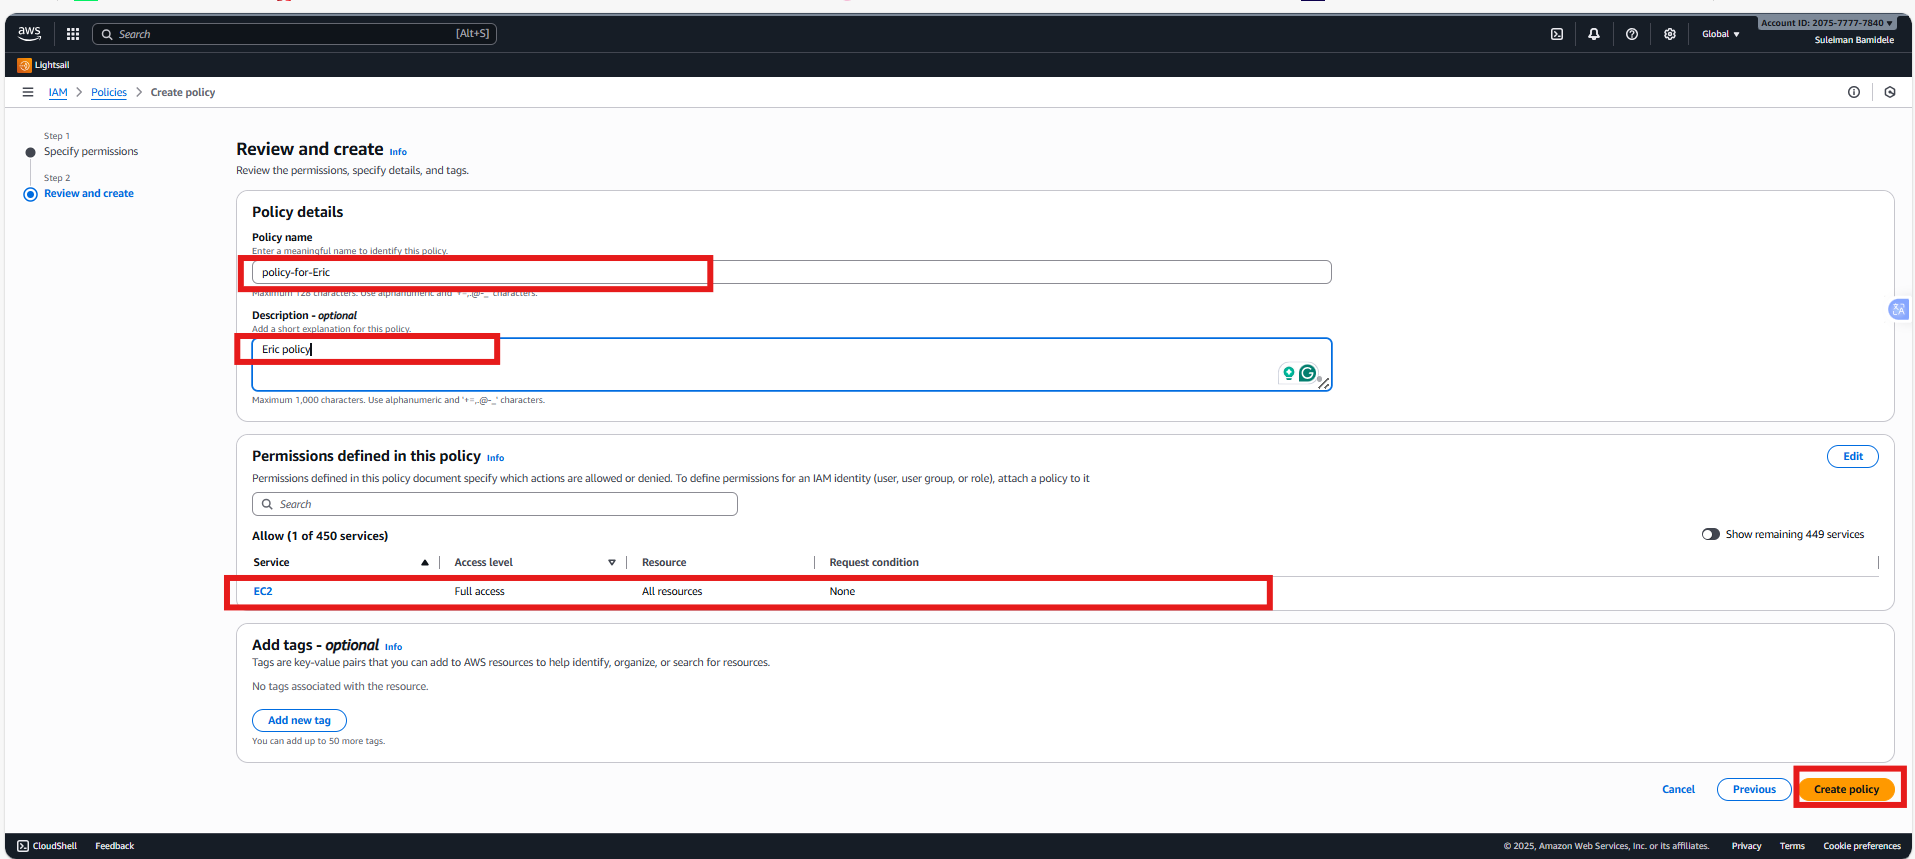 aws
Search
[Alt+S]
Global
Account ID: 2075-7777-7840
Suleiman Bamidele
Lightsail
IAM
Policies
Create policy
Step 1
Specify permissions
Step 2
Review and create
Review and create Info
Review the permissions, specify details, and tags.
Policy details
Policy name
Enter a meaningful name to identify this policy.
policy-for-Eric
Maximum 128 characters. Use alphanumeric and '+=,.@-_' characters.
Description - optional
Add a short explanation for this policy.
Eric policy
Maximum 1,000 characters. Use alphanumeric and '+=,.@-_' characters.
Permissions defined in this policy Info
Edit
Permissions defined in this policy document specify which actions are allowed or denied. To define permissions for an IAM identity (user, user group, or role), attach a policy to it
Search
Allow (1 of 450 services)
Show remaining 449 services
Service
Access level
Resource
Request condition
EC2
Full access
All resources
None
Add tags - optional Info
Tags are key-value pairs that you can add to AWS resources to help identify, organize, or search for resources.
No tags associated with the resource.
Add new tag
You can add up to 50 more tags.
Cancel
Previous
Create policy
CloudShell
Feedback
© 2025, Amazon Web Services, Inc. or its affiliates.
Privacy
Terms
Cookie preferences